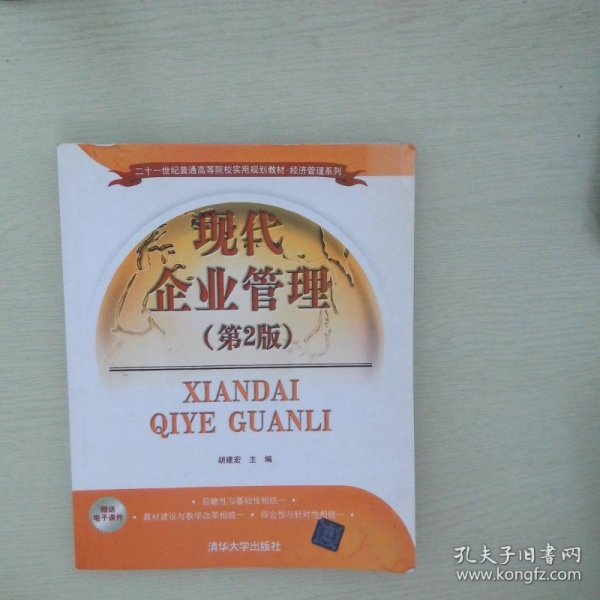 二十一世纪普通高等院校实用规划教材·经济管理系列
现代
企业管理
(第2版)
XIANDAI
QIYE GUANLI
胡建宏 主 编
赠送
电子课件
• 前瞻性与基础性相统一 •
• 教材建设与教学改革相统一 • 综合性与针对性相统一 •
清华大学出版社
孔夫子旧书网
www.kongfz.com